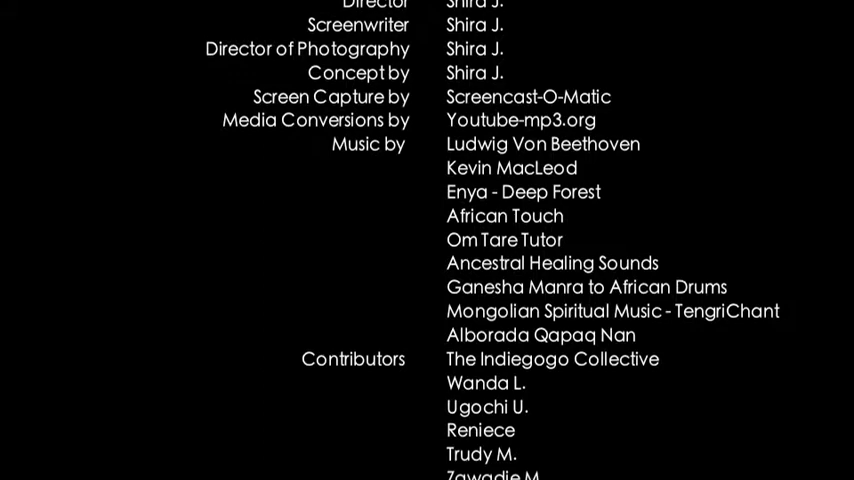 Director Shira J.
Screenwriter Shira J.
Director of Photography Shira J.
Concept by Shira J.
Screen Capture by Screencast-O-Matic
Media Conversions by Youtube-mp3.org
Music by Ludwig Von Beethoven
Kevin MacLeod
Enya - Deep Forest
African Touch
Om Tare Tutor
Ancestral Healing Sounds
Ganesha Manra to African Drums
Mongolian Spiritual Music - TengriChant
Alborada Qapaq Nan
Contributors The Indiegogo Collective
Wanda L.
Ugochi U.
Reniece
Trudy M.
Zawadie M.